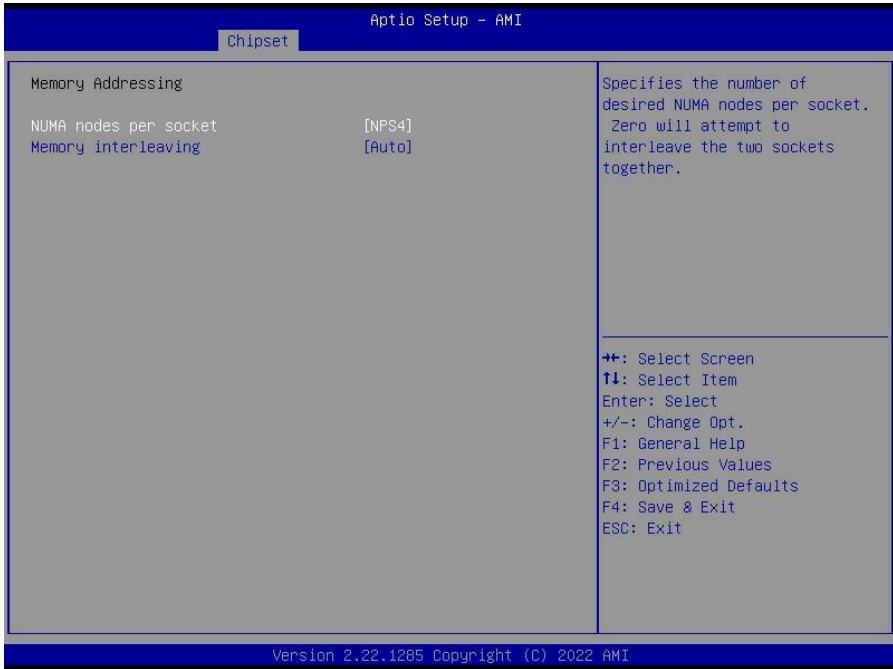 Aptio Setup – AMI
Chipset
Memory Addressing
NUMA nodes per socket [NPS4]
Memory interleaving [Auto]
Specifies the number of
desired NUMA nodes per socket.
Zero will attempt to
interleave the two sockets
together.
→←: Select Screen
↑↓: Select Item
Enter: Select
+/-: Change Opt.
F1: General Help
F2: Previous Values
F3: Optimized Defaults
F4: Save & Exit
ESC: Exit
Version 2.22.1285 Copyright (C) 2022 AMI